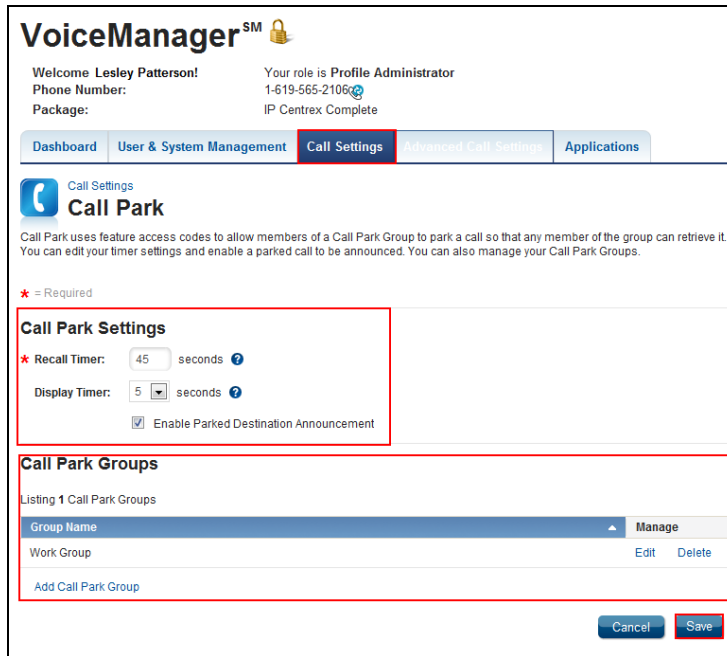 VoiceManager℠
Welcome Lesley Patterson! Your role is Profile Administrator
Phone Number: 1-619-565-2106
Package: IP Centrex Complete
Dashboard User & System Management Call Settings Advanced Call Settings Applications
Call Settings
Call Park
Call Park uses feature access codes to allow members of a Call Park Group to park a call so that any member of the group can retrieve it.
You can edit your timer settings and enable a parked call to be announced. You can also manage your Call Park Groups.
* = Required
Call Park Settings
* Recall Timer: 45 seconds ?
Display Timer: 5 seconds ?
Enable Parked Destination Announcement
Call Park Groups
Listing 1 Call Park Groups
Group Name Manage
Work Group Edit Delete
Add Call Park Group
Cancel Save